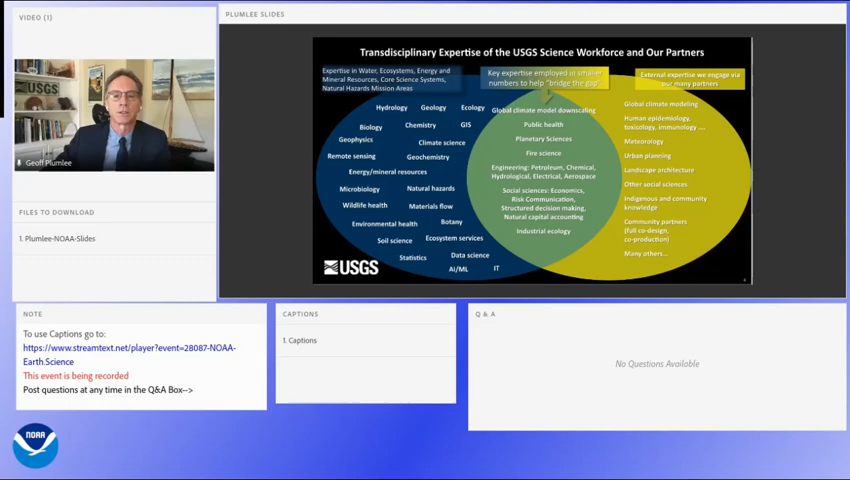 VIDEO (1)
USGS
Geoff Plumlee
FILES TO DOWNLOAD
1. Plumlee-NOAA-Slides
PLUMLEE SLIDES
Transdisciplinary Expertise of the USGS Science Workforce and Our Partners
Expertise in Water, Ecosystems, Energy and
Mineral Resources, Core Science Systems,
Natural Hazards Mission Areas
Key expertise employed in smaller
numbers to help "bridge the gap"
External expertise we engage via
our many partners
Hydrology
Geology
Ecology
Biology
Chemistry
GIS
Geophysics
Climate science
Remote sensing
Geochemistry
Energy/mineral resources
Microbiology
Natural hazards
Wildlife health
Materials flow
Environmental health
Botany
Soil science
Ecosystem services
Statistics
Data science
AI/ML
IT
Global climate model downscaling
Public health
Planetary Sciences
Fire science
Engineering: Petroleum, Chemical,
Hydrological, Electrical, Aerospace
Social sciences: Economics,
Risk Communication,
Structured decision making,
Natural capital accounting
Industrial ecology
Global climate modeling
Human epidemiology,
toxicology, Immunology ....
Meteorology
Urban planning
Landscape architecture
Other social sciences
Indigenous and community
knowledge
Community partners
(full co-design,
co-production)
Many others...
USGS
NOTE
To use Captions go to:
https://www.streamtext.net/player?event=28087-NOAA-
Earth.Science
This event is being recorded
Post questions at any time in the Q&A Box-->
CAPTIONS
1. Captions
Q & A
No Questions Available
NOAA